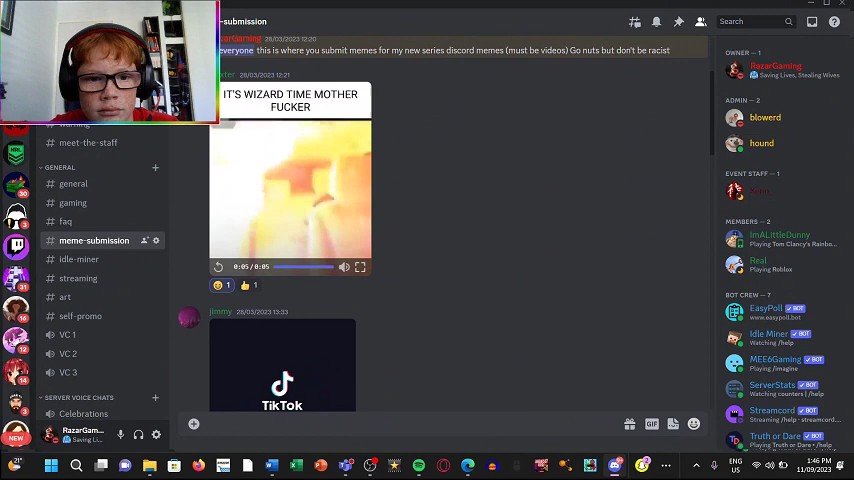 -submission
Search
RazarGaming 28/03/2023 12:20
everyone this is where you submit memes for my new series discord memes (must be videos) Go nuts but don't be racist
28/03/2023 12:21
IT'S WIZARD TIME MOTHER
FUCKER
0:05/0:05
1
1
jimmy 28/03/2023 13:33
TikTok
meet-the-staff
GENERAL
general
gaming
faq
meme-submission
idle-miner
streaming
art
self-promo
VC 1
VC 2
VC 3
SERVER VOICE CHATS
Celebrations
RazarGam...
Saving Li...
30
3
31
16
12
14
NEW
GIF
OWNER — 1
RazarGaming
Saving Lives, Stealing Wives
ADMIN — 2
blowerd
hound
EVENT STAFF — 1
MEMBERS — 2
ImALittleDunny
Playing Tom Clancy's Rainbo...
Real
Playing Roblox
BOT CREW — 7
EasyPoll BOT
www.easypoll.bot
Idle Miner BOT
Watching /help
MEE6Gaming BOT
Playing /imagine
ServerStats BOT
Watching counters | /help
Streamcord BOT
Playing /help · /streamcord...
Truth or Dare BOT
21°
ENG
US
1:46 PM
11/09/2023